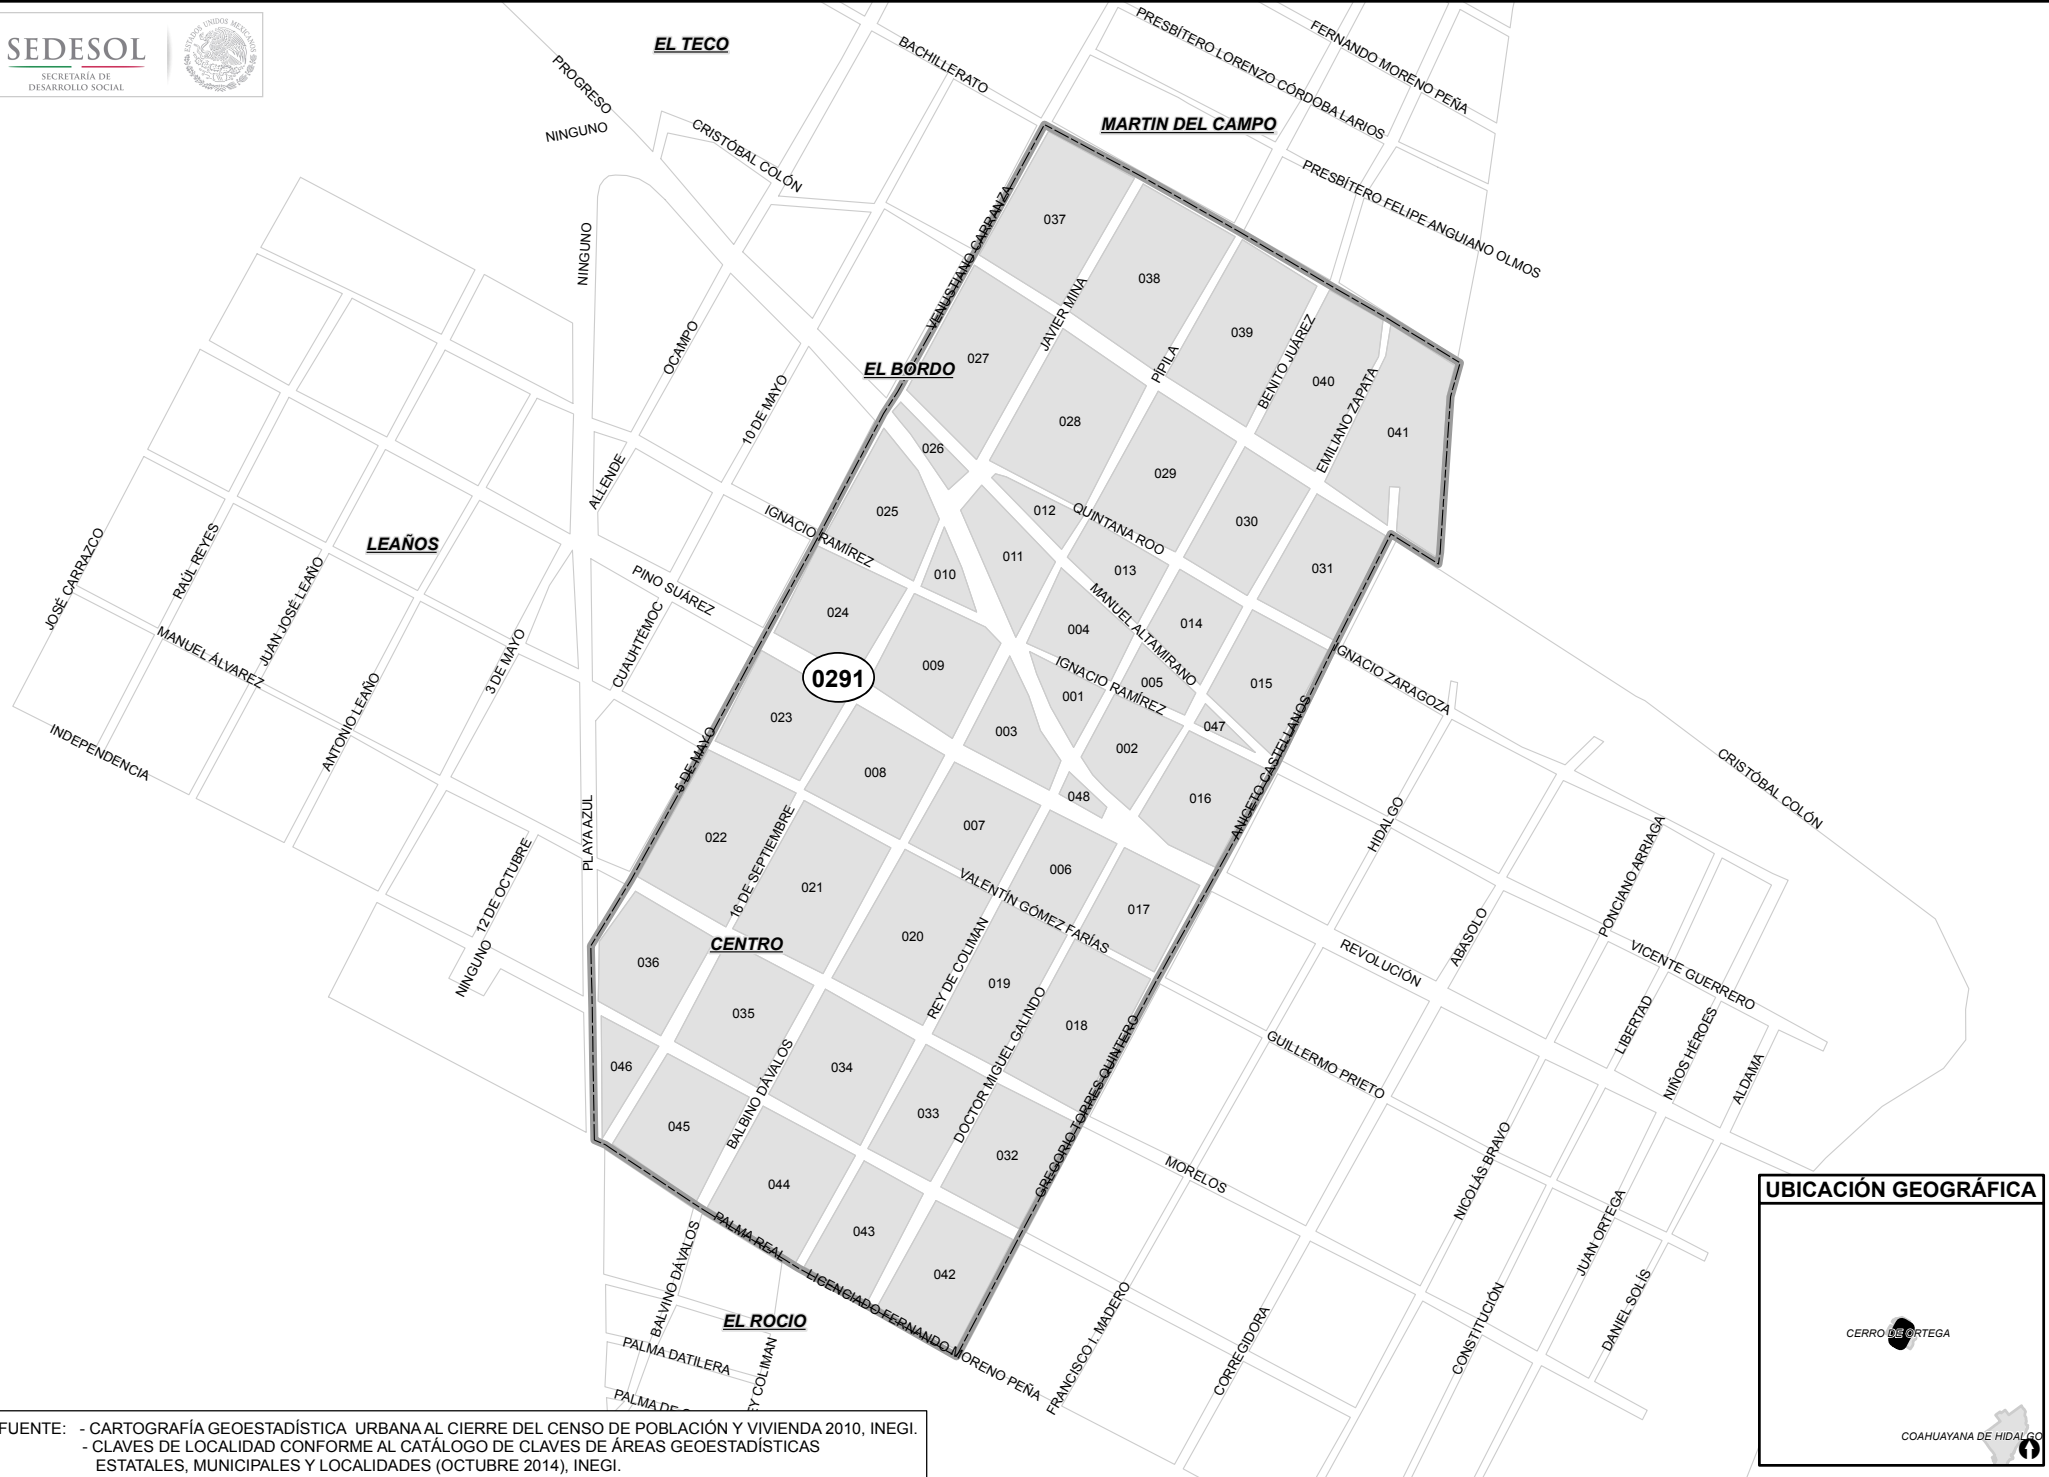 SEDESOL
SECRETARÍA DE
DESARROLLO SOCIAL
ESTADOS UNIDOS MEXICANOS
EL TECO
PROGRESO
NINGUNO
CRISTÓBAL COLÓN
BACHILLERATO
PRESBÍTERO LORENZO CÓRDOBA LARIOS
FERNANDO MORENO PEÑA
MARTIN DEL CAMPO
PRESBÍTERO FELIPE ANGUIANO OLMOS
NINGUNO
VENUSTIANO CARRANZA
037
038
JAVIER MINA
039
PÍPILA
BENITO JUÁREZ
040
EMILIANO ZAPATA
041
OCAMPO
10 DE MAYO
EL BORDO
027
028
026
029
030
031
025
012
QUINTANA ROO
ALLENDE
IGNACIO RAMÍREZ
LEAÑOS
JOSÉ CARRAZCO
RAÚL REYES
JUAN JOSÉ LEAÑO
PINO SUÁREZ
CUAUHTÉMOC
011
010
013
MANUEL ALTAMIRANO
014
024
004
009
0291
IGNACIO RAMÍREZ
005
015
IGNACIO ZARAGOZA
001
047
MANUEL ÁLVAREZ
3 DE MAYO
ANTONIO LEAÑO
INDEPENDENCIA
023
003
002
5 DE MAYO
008
048
016
ANICETO CASTELLANOS
CRISTÓBAL COLÓN
HIDALGO
PLAYA AZUL
022
16 DE SEPTIEMBRE
007
006
021
VALENTÍN GÓMEZ FARÍAS
017
12 DE OCTUBRE
NINGUNO
CENTRO
020
REY DE COLIMAN
036
019
REVOLUCIÓN
ABASOLO
PONCIANO ARRIAGA
VICENTE GUERRERO
035
DOCTOR MIGUEL GALINDO
018
GREGORIO TORRES QUINTERO
GUILLERMO PRIETO
LIBERTAD
NIÑOS HÉROES
ALDAMA
046
034
BALBINO DÁVALOS
033
045
032
MORELOS
NICOLÁS BRAVO
044
043
042
PALMA REAL
LICENCIADO FERNANDO MORENO PEÑA
BALVINO DÁVALOS
EL ROCIO
PALMA DATILERA
FRANCISCO I. MADERO
CORREGIDORA
CONSTITUCIÓN
JUAN ORTEGA
DANIEL SOLÍS
UBICACIÓN GEOGRÁFICA
CERRO DE ORTEGA
COAHUAYANA DE HIDALGO
FUENTE: - CARTOGRAFÍA GEOESTADÍSTICA URBANA AL CIERRE DEL CENSO DE POBLACIÓN Y VIVIENDA 2010, INEGI.
- CLAVES DE LOCALIDAD CONFORME AL CATÁLOGO DE CLAVES DE ÁREAS GEOESTADÍSTICAS
ESTATALES, MUNICIPALES Y LOCALIDADES (OCTUBRE 2014), INEGI.